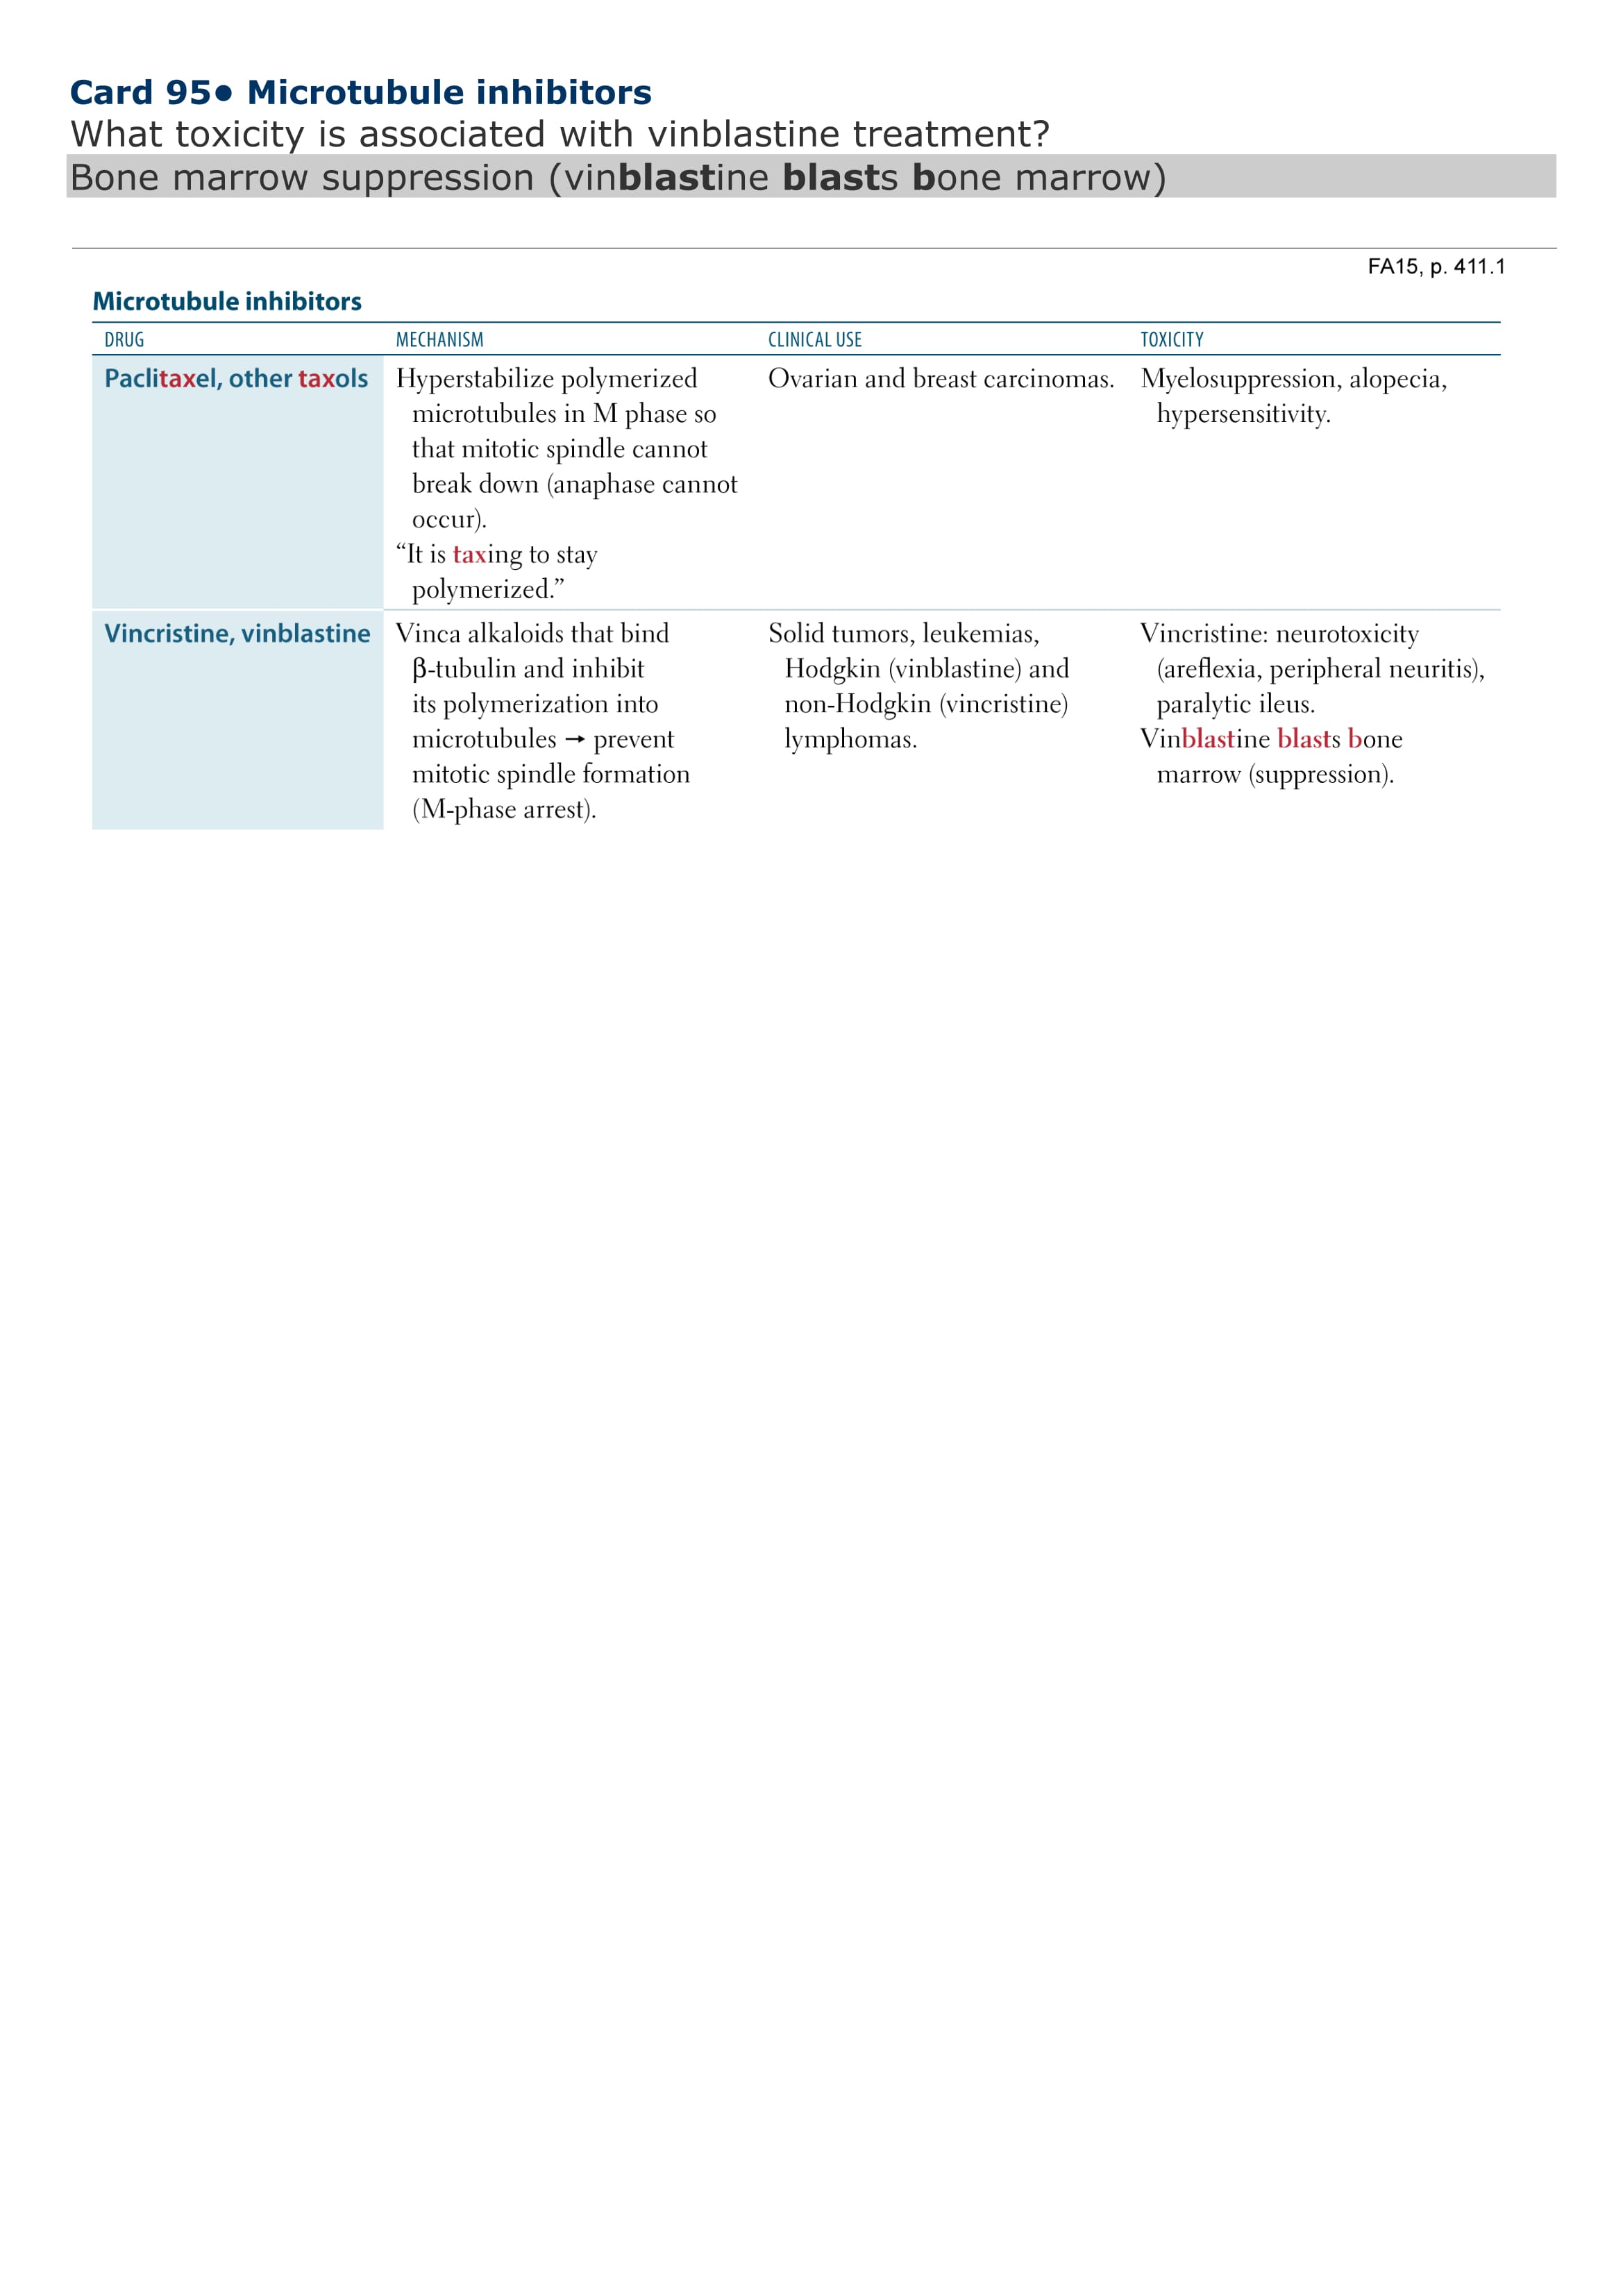 Card 95● Microtubule inhibitors
What toxicity is associated with vinblastine treatment?
Bone marrow suppression (vinblastine blasts bone marrow)
FA15, p. 411.1
Microtubule inhibitors
DRUG MECHANISM CLINICAL USE TOXICITY
Paclitaxel, other taxols Hyperstabilize polymerized Ovarian and breast carcinomas. Myelosuppression, alopecia,
microtubules in M phase so hypersensitivity.
that mitotic spindle cannot
break down (anaphase cannot
occur).
“It is taxing to stay
polymerized.”
Vincristine, vinblastine Vinca alkaloids that bind Solid tumors, leukemias, Vincristine: neurotoxicity
β-tubulin and inhibit Hodgkin (vinblastine) and (areflexia, peripheral neuritis),
its polymerization into non-Hodgkin (vincristine) paralytic ileus.
microtubules → prevent lymphomas. Vinblastine blasts bone
mitotic spindle formation marrow (suppression).
(M-phase arrest).